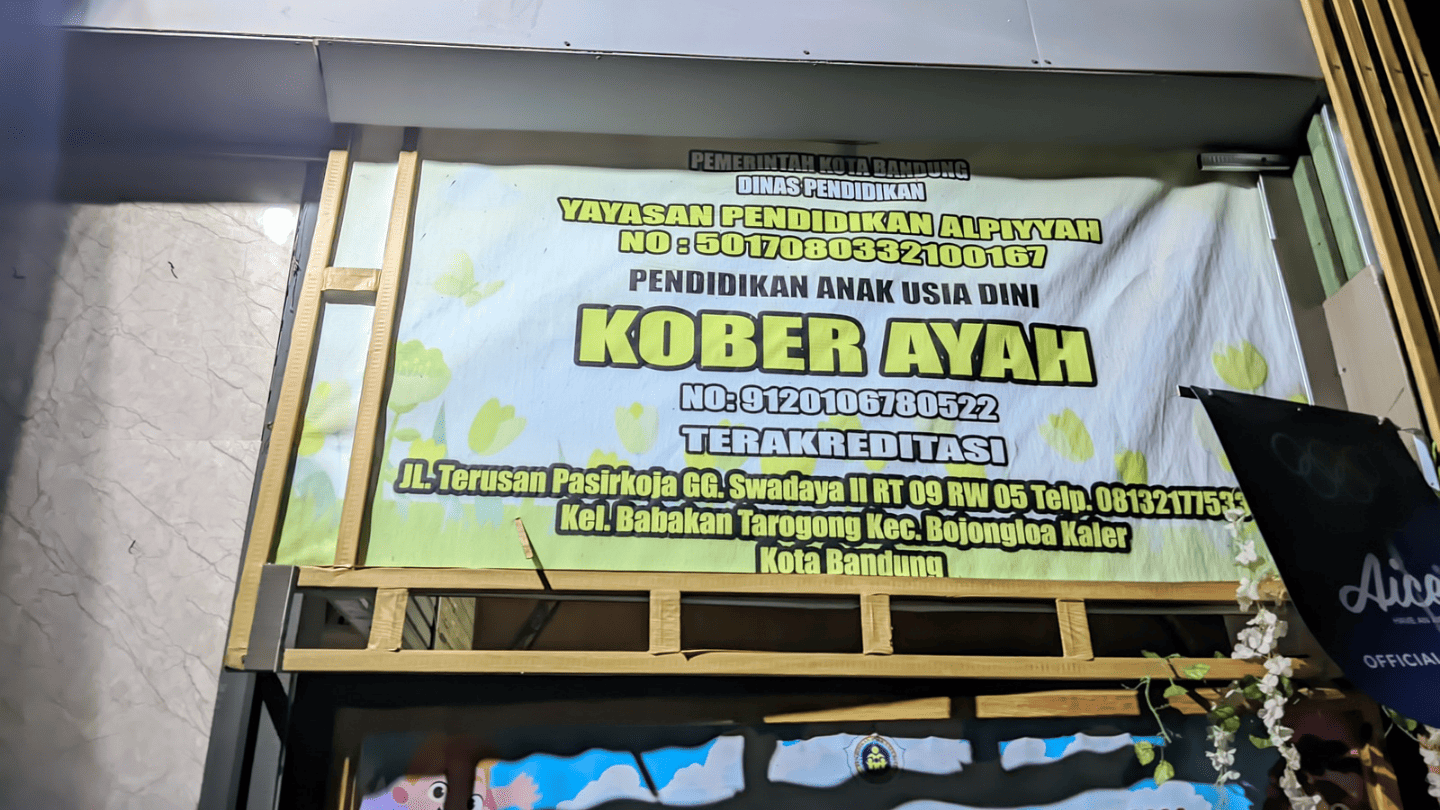 PEMERINTAH KOTA BANDUNG
DINAS PENDIDIKAN
YAYASAN PENDIDIKAN ALPIYYAH
NO : 5017080332100167
PENDIDIKAN ANAK USIA DINI
KOBER AYAH
NO: 9120106780522
TERAKREDITASI
JL. Terusan Pasirkoja GG. Swadaya II RT 09 RW 05 Telp.
Kel. Babakan Tarogong Kec. Bojongloa Kaler
Kota Bandung
OFFICIAL